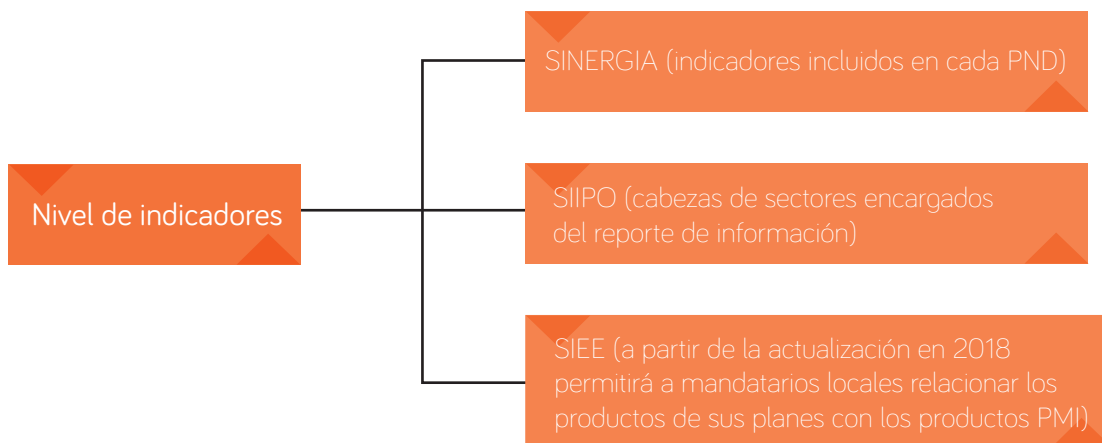 Nivel de indicadores
SINERGIA (indicadores incluidos en cada PND)
SIIPO (cabezas de sectores encargados
del reporte de información)
SIEE (a partir de la actualización en 2018
permitirá a mandatarios locales relacionar los
productos de sus planes con los productos PMI)